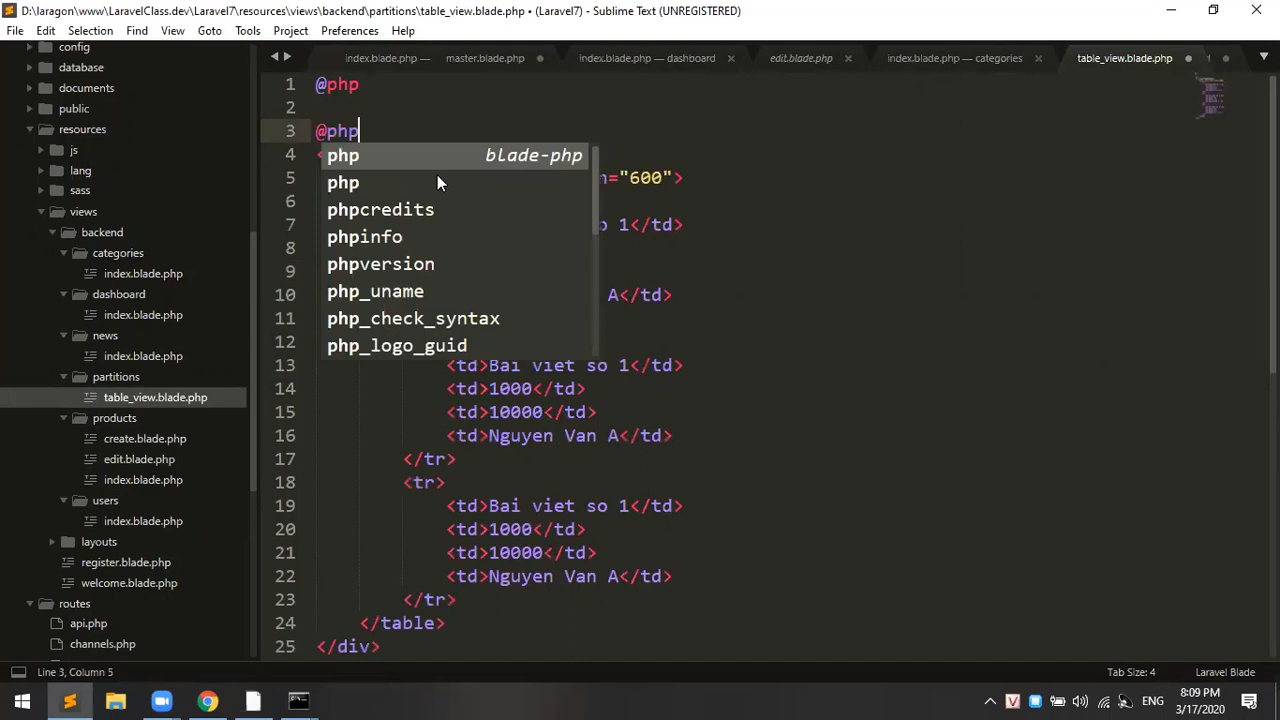 D:\laragon\www\LaravelClass.dev\Laravel7\resources\views\backend\partitions\table_view.blade.php • (Laravel7) - Sublime Text (UNREGISTERED)
File Edit Selection Find View Goto Tools Project Preferences Help
index.blade.php — master.blade.php index.blade.php — dashboard edit.blade.php index.blade.php — categories table_view.blade.php
config
database
documents
public
resources
js
lang
sass
views
backend
categories
index.blade.php
dashboard
index.blade.php
news
index.blade.php
partitions
table_view.blade.php
products
create.blade.php
edit.blade.php
index.blade.php
users
index.blade.php
layouts
register.blade.php
welcome.blade.php
routes
api.php
channels.php
1 @php
2
3 @php
4 <
5 n="600">
6
7 o 1</td>
8
9
10 A</td>
11
12
13 <td>Bai viet so 1</td>
14 <td>1000</td>
15 <td>10000</td>
16 <td>Nguyen Van A</td>
17 </tr>
18 <tr>
19 <td>Bai viet so 1</td>
20 <td>1000</td>
21 <td>10000</td>
22 <td>Nguyen Van A</td>
23 </tr>
24 </table>
25 </div>
php blade-php
php
phpcredits
phpinfo
phpversion
php_uname
php_check_syntax
php_logo_guid
Line 3, Column 5 Tab Size: 4 Laravel Blade
ENG
8:09 PM
3/17/2020